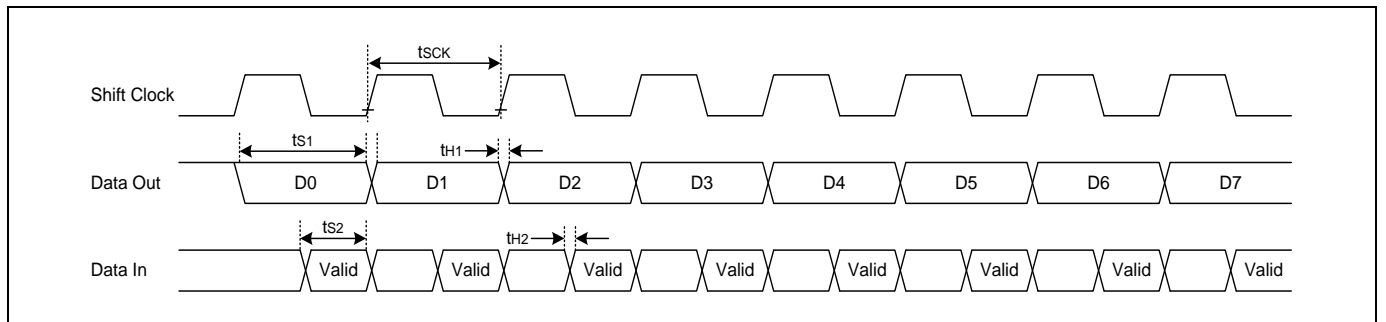 tSCK
Shift Clock
tS1
tH1
Data Out D0 D1 D2 D3 D4 D5 D6 D7
tS2
tH2
Data In Valid Valid Valid Valid Valid Valid Valid Valid